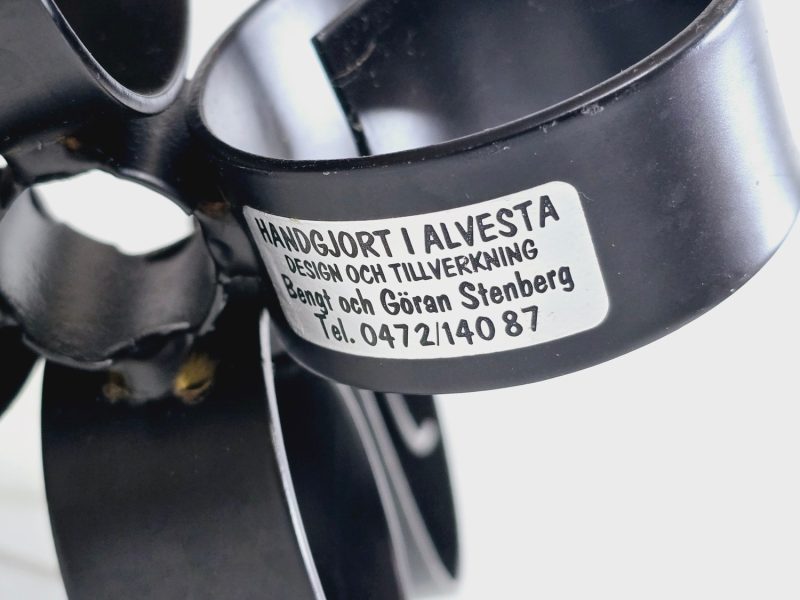 HANDGJORT I ALVESTA
DESIGN OCH TILLVERKNING
Bengt och Göran Stenberg
Tel. 0472/140 87